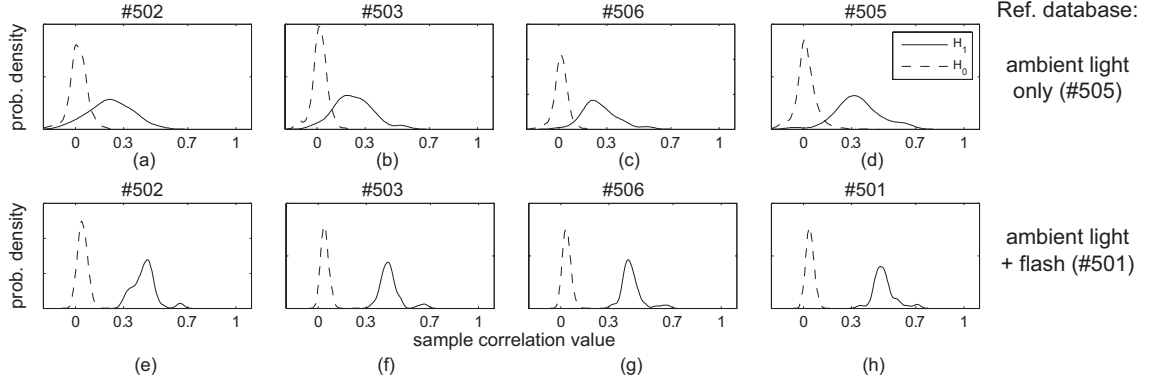 #502 #503 #506 #505 Ref. database:
prob. density
H1
H0
ambient light
only (#505)
0 0.3 0.7 1 0 0.3 0.7 1 0 0.3 0.7 1 0 0.3 0.7 1
(a) (b) (c) (d)
#502 #503 #506 #501
prob. density
ambient light
+ flash (#501)
0 0.3 0.7 1 0 0.3 0.7 1 0 0.3 0.7 1 0 0.3 0.7 1
sample correlation value
(e) (f) (g) (h)